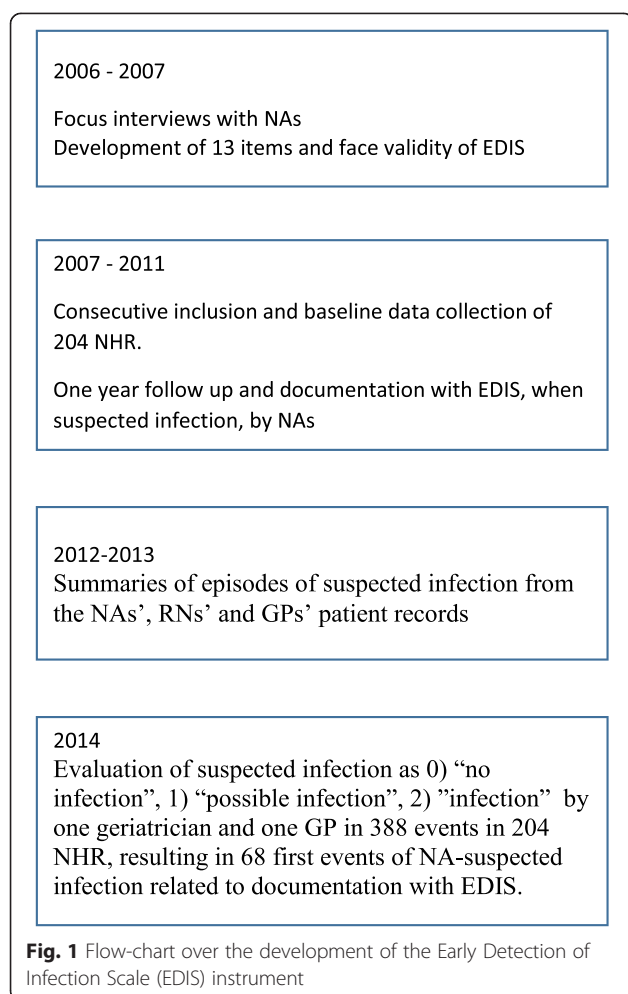 2006 - 2007
Focus interviews with NAs
Development of 13 items and face validity of EDIS
2007 - 2011
Consecutive inclusion and baseline data collection of
204 NHR.
One year follow up and documentation with EDIS, when
suspected infection, by NAs
2012-2013
Summaries of episodes of suspected infection from
the NAs’, RNs’ and GPs’ patient records
2014
Evaluation of suspected infection as 0) “no
infection”, 1) “possible infection”, 2) ”infection” by
one geriatrician and one GP in 388 events in 204
NHR, resulting in 68 first events of NA-suspected
infection related to documentation with EDIS.
Fig. 1 Flow-chart over the development of the Early Detection of
Infection Scale (EDIS) instrument